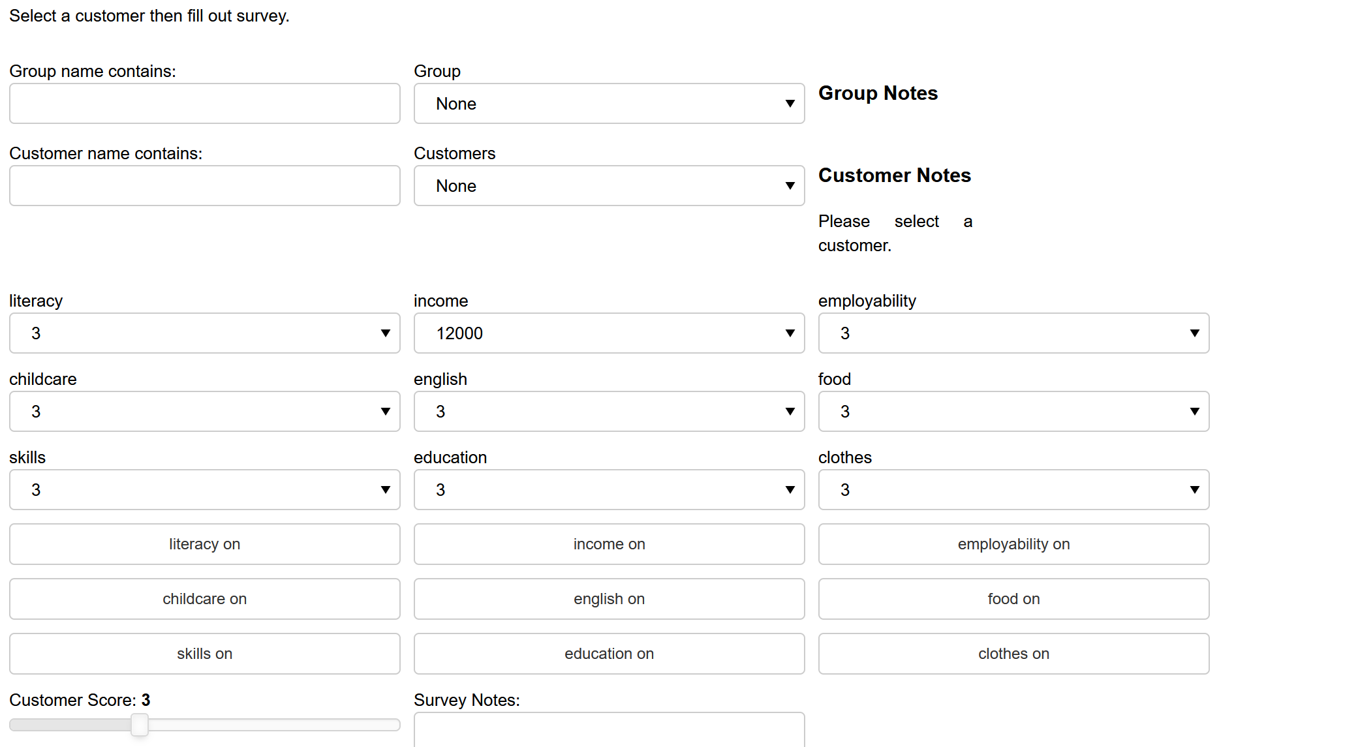 Select a customer then fill out survey.
Group name contains:
Group
None
Group Notes
Customer name contains:
Customers
None
Customer Notes
Please select a
customer.
literacy
income
employability
3
12000
3
childcare
english
food
3
3
3
skills
education
clothes
3
3
3
literacy on
income on
employability on
childcare on
english on
food on
skills on
education on
clothes on
Customer Score: 3
Survey Notes: